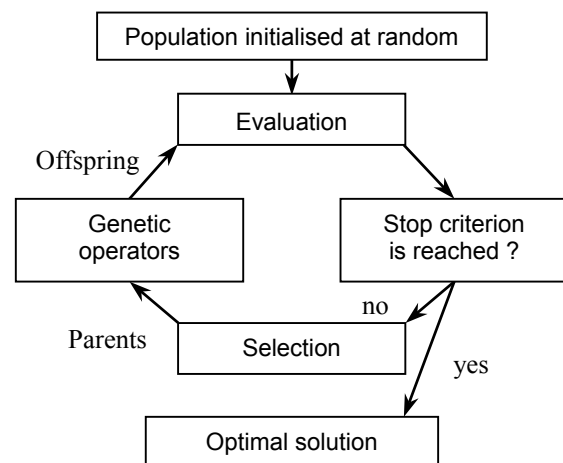 Population initialised at random
Evaluation
Offspring
Genetic
operators
Stop criterion
is reached ?
no
Parents
Selection
yes
Optimal solution